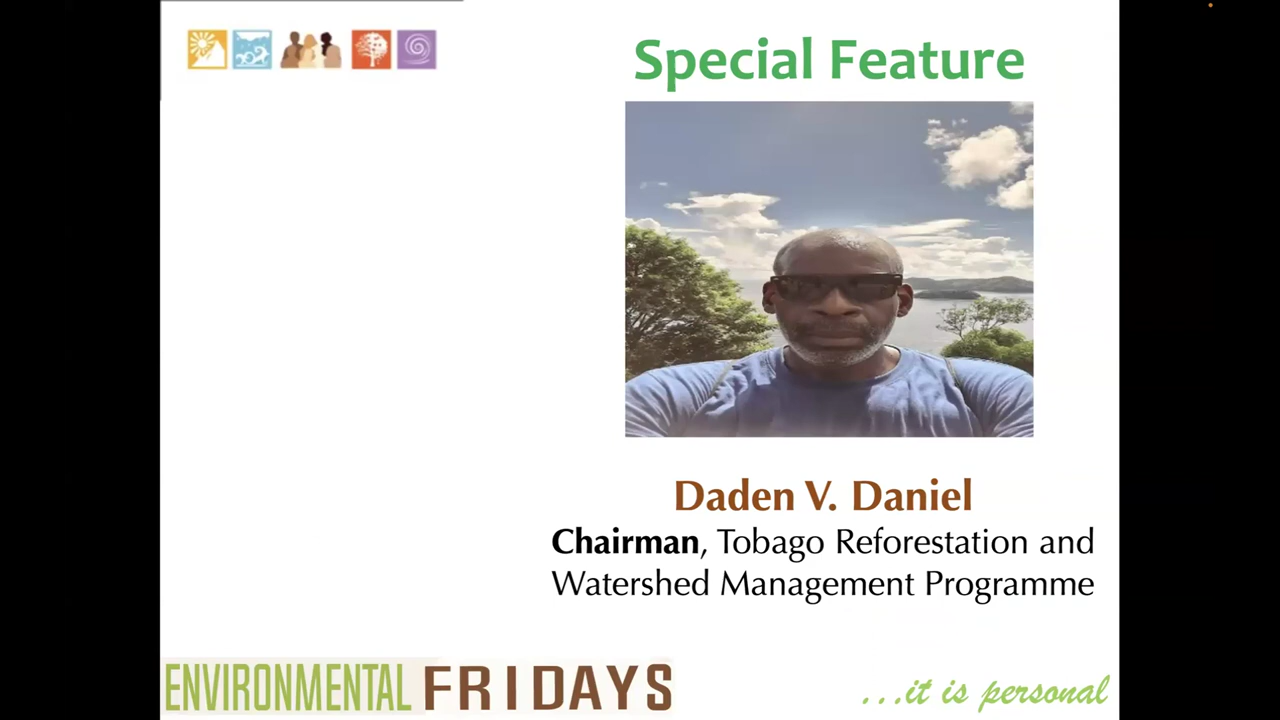 Special Feature
Daden V. Daniel
Chairman, Tobago Reforestation and
Watershed Management Programme
ENVIRONMENTAL FRIDAYS
...it is personal